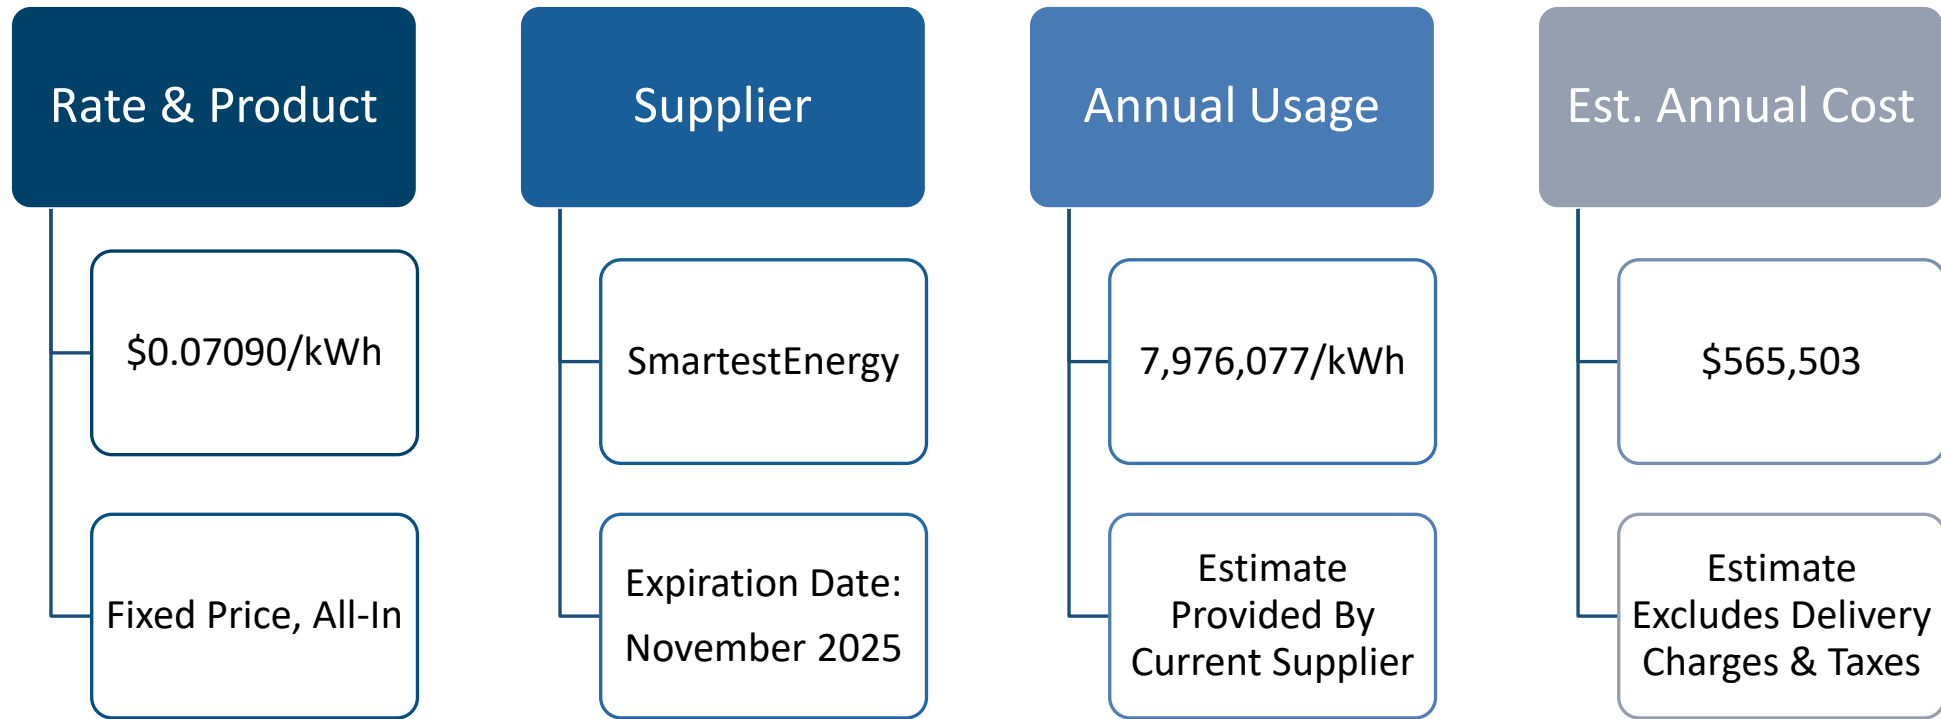 Rate & Product
$0.07090/kWh
Fixed Price, All-In
Supplier
SmartestEnergy
Expiration Date:
November 2025
Annual Usage
7,976,077/kWh
Estimate
Provided By
Current Supplier
Est. Annual Cost
$565,503
Estimate
Excludes Delivery
Charges & Taxes